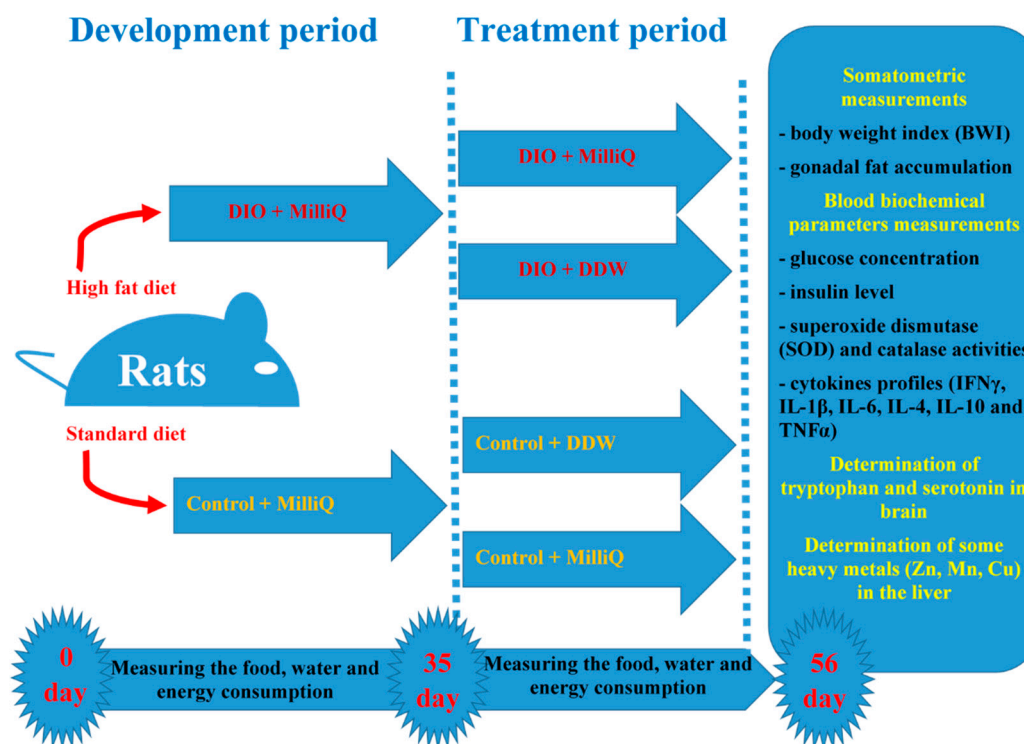 Development period
Treatment period
DIO + MilliQ
DIO + MilliQ
DIO + DDW
High fat diet
Rats
Standard diet
Control + MilliQ
Control + DDW
Control + MilliQ
Somatometric
measurements
- body weight index (BWI)
- gonadal fat accumulation
Blood biochemical
parameters measurements
- glucose concentration
- insulin level
- superoxide dismutase
(SOD) and catalase activities
- cytokines profiles (IFNγ,
IL-1β, IL-6, IL-4, IL-10 and
TNFα)
Determination of
tryptophan and serotonin in
brain
Determination of some
heavy metals (Zn, Mn, Cu)
in the liver
0
day
Measuring the food, water and
energy consumption
35
day
Measuring the food, water and
energy consumption
56
day